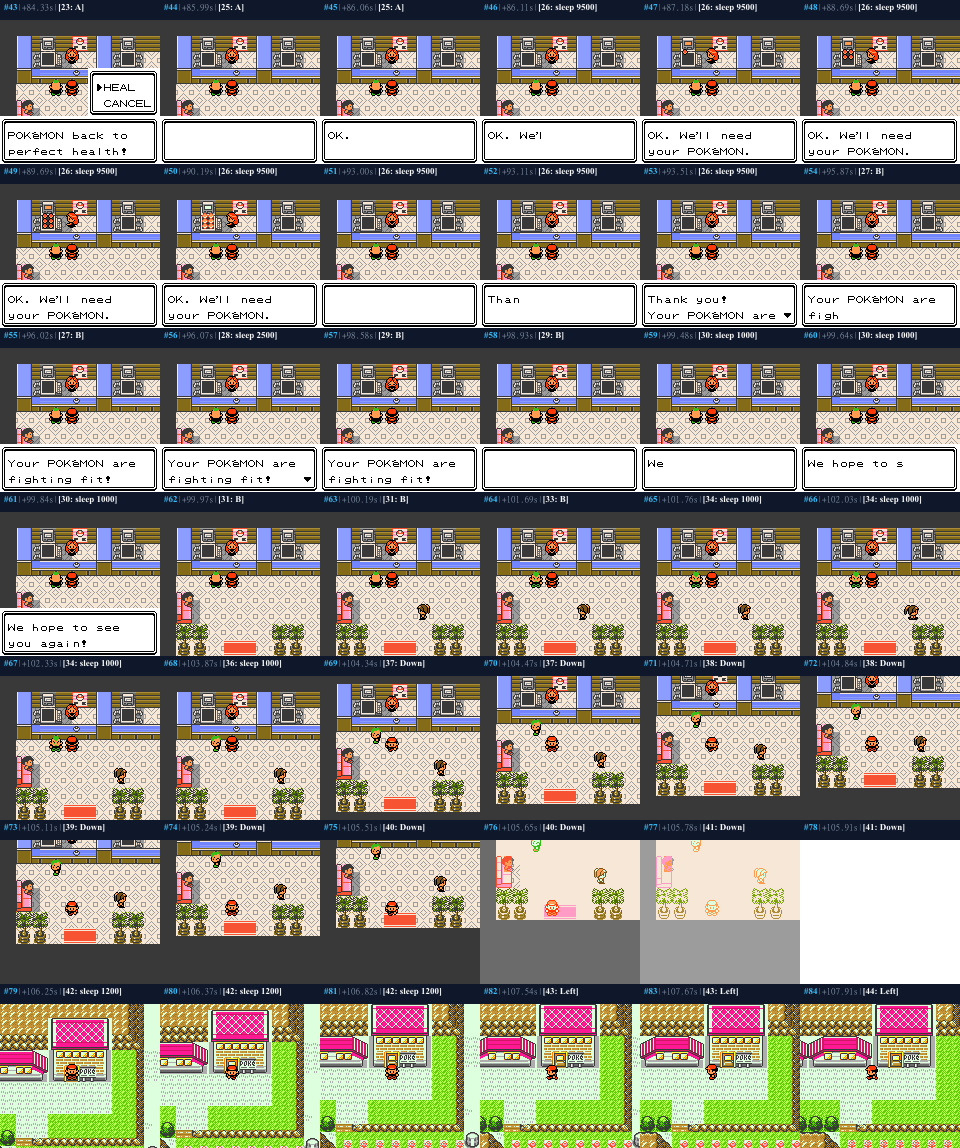 #43|+84.33s| [23: A]
#44|+85.99s| [25: A]
#45|+86.06s| [25: A]
#46|+86.11s| [26: sleep 9500]
#47|+87.18s| [26: sleep 9500]
#48|+88.69s| [26: sleep 9500]
▶HEAL
CANCEL
POKéMON back to
perfect health!
OK.
OK. We'l
OK. We'll need
your POKéMON.
OK. We'll need
your POKéMON.
#49|+89.69s| [26: sleep 9500]
#50|+90.19s| [26: sleep 9500]
#51|+93.00s| [26: sleep 9500]
#52|+93.11s| [26: sleep 9500]
#53|+93.51s| [26: sleep 9500]
#54|+95.87s| [27: B]
OK. We'll need
your POKéMON.
OK. We'll need
your POKéMON.
Than
Thank you!
Your POKéMON are ▼
Your POKéMON are
figh
#55|+96.02s| [27: B]
#56|+96.07s| [28: sleep 2500]
#57|+98.58s| [29: B]
#58|+98.93s| [29: B]
#59|+99.48s| [30: sleep 1000]
#60|+99.64s| [30: sleep 1000]
Your POKéMON are
fighting fit!
Your POKéMON are
fighting fit! ▼
Your POKéMON are
fighting fit!
We
We hope to s
#61|+99.84s| [30: sleep 1000]
#62|+99.97s| [31: B]
#63|+100.19s| [31: B]
#64|+101.69s| [33: B]
#65|+101.76s| [34: sleep 1000]
#66|+102.03s| [34: sleep 1000]
We hope to see
you again!
#67|+102.33s| [34: sleep 1000]
#68|+103.87s| [36: sleep 1000]
#69|+104.34s| [37: Down]
#70|+104.47s| [37: Down]
#71|+104.71s| [38: Down]
#72|+104.84s| [38: Down]
#73|+105.11s| [39: Down]
#74|+105.24s| [39: Down]
#75|+105.51s| [40: Down]
#76|+105.65s| [40: Down]
#77|+105.78s| [41: Down]
#78|+105.91s| [41: Down]
#79|+106.25s| [42: sleep 1200]
#80|+106.37s| [42: sleep 1200]
#81|+106.82s| [42: sleep 1200]
#82|+107.54s| [43: Left]
#83|+107.67s| [43: Left]
#84|+107.91s| [44: Left]
POKé
POKé
POKé
POKé
POKé
POKé